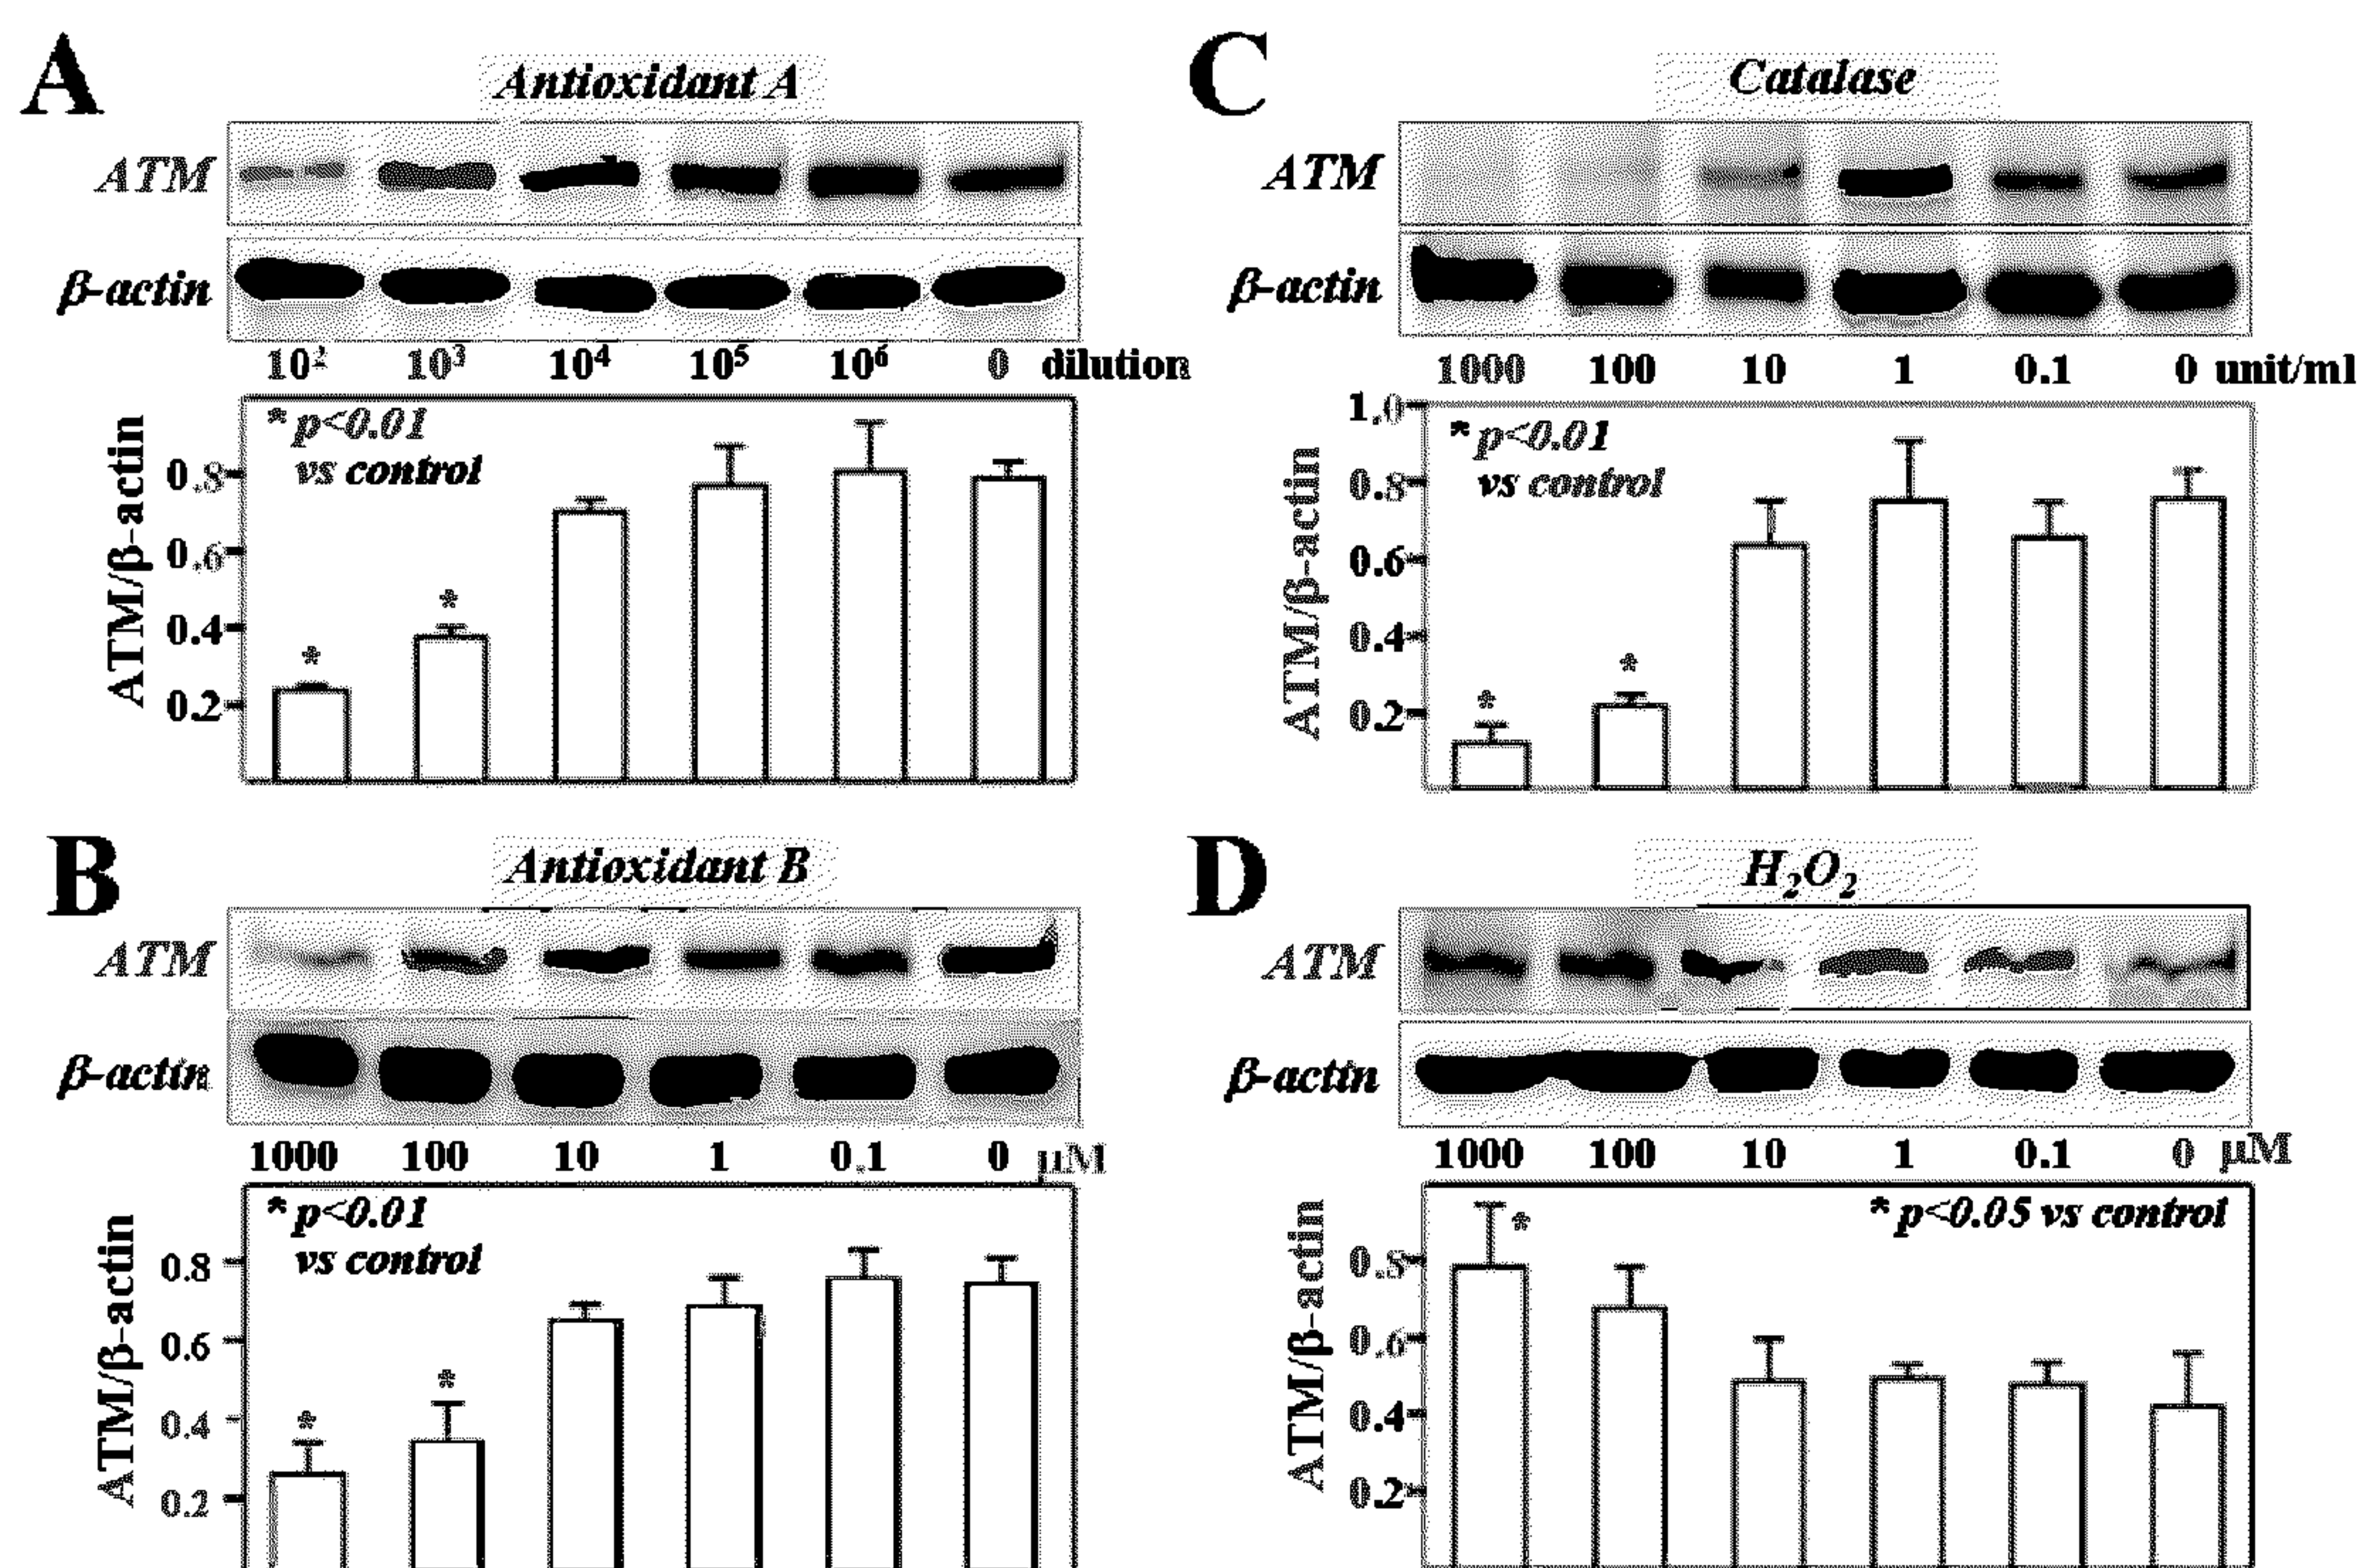 A
Antioxidant A
ATM
β-actin
10² 10³ 10⁴ 10⁵ 10⁶ 0 dilution
* p<0.01
vs control
ATM/β-actin
0.8
0.6
0.4
0.2
*
*
B
Antioxidant B
ATM
β-actin
1000 100 10 1 0.1 0 μM
* p<0.01
vs control
ATM/β-actin
0.8
0.6
0.4
0.2
*
*
C
Catalase
ATM
β-actin
1000 100 10 1 0.1 0 unit/ml
* p<0.01
vs control
ATM/β-actin
1.0
0.8
0.6
0.4
0.2
*
*
D
H₂O₂
ATM
β-actin
1000 100 10 1 0.1 0 μM
* p<0.05 vs control
ATM/β-actin
0.8
0.6
0.4
0.2
*